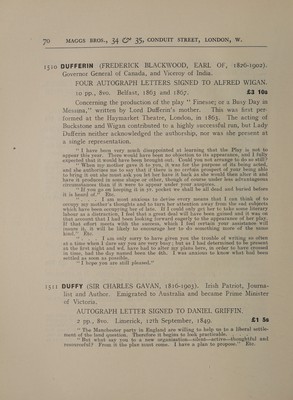 70 MAGGS BROS., 34 & 35, CONDUIT STREET, LONDON, W.
1510 DUFFERIN (FREDERICK BLACKWOOD, EARL OF, 1826-1902).
Governor General of Canada, and Viceroy of India.
FOUR AUTOGRAPH LETTERS SIGNED TO ALFRED WIGAN.
10 pp., 8vo. Belfast, 1863 and 1867. £3 10s
Concerning the production of the play " Finesse; or a Busy Day in
Messina," written by Lord Dufferin's mother. This was first per-
formed at the Haymarket Theatre, London, in 1863. The acting of
Buckstone and Wigan contributed to a highly successful run, but Lady
Dufferin neither acknowledged the authorship, nor was she present at
a single representation.
" I have been very much disappointed at learning that the Play is not to
appear this year. There would have been no objection to its appearance, and I fully
expected that it would have been brought out. Could you not arrange to do so still?
" When my mother gave it to you, it was for the purpose of its being acted,
and she authorises me to say that if there is no certain prospect of your being able
to bring it out she must ask you let her have it back as she would then alter it and
have it produced in some shape or other, though of course under less advantageous
circumstances than if it were to appear under your auspices.
" If you go on keeping it in yr. pocket we shall be all dead and buried before
it is heard of." Etc.
" I am most anxious to devise every means that I can think of to
occupy my mother's thoughts and to turn her attention away from the sad subjects
which have been occupying her of late. If I could only get her to take some literary
labour as a distraction, I feel that a great deal will have been gained and it was on
that account that I had been looking forward eagerly to the appearance of her play.
If that effort meets with the success, which I feel certain your assistance will
insure it, it will be likely to encourage her to do something more of the same
kind." Etc.
" I am only sorry to have given you the trouble of writing so often
at a time when I dare say you are very busy; but as I had determined to be present
on the first night and wd. have had to alter my plans here, in order to have crossed
in time, had the day named been the 4th. I was anxious to know what had been
settled as soon as possible.
" I hope you are still pleased."
1511 DUFFY (SIR CHARLES GAVAN, 1816-1903). Irish Patriot, Journa-
list and Author. Emigrated to Australia and became Prime Minister
of Victoria.
AUTOGRAPH LETTER SIGNED TO DANIEL GRIFFIN.
2 pp., 8vo. Limerick, 12th September, 1849. £1 5s
" The Manchester party in England are willing to help us to a liberal settle-
ment of the land question. Therefore it begins to look practicable. . . .
" But what say you to a new organisation—silent—active—thoughtful and
successful? From it the play must come. I have a plan to propose." Etc.